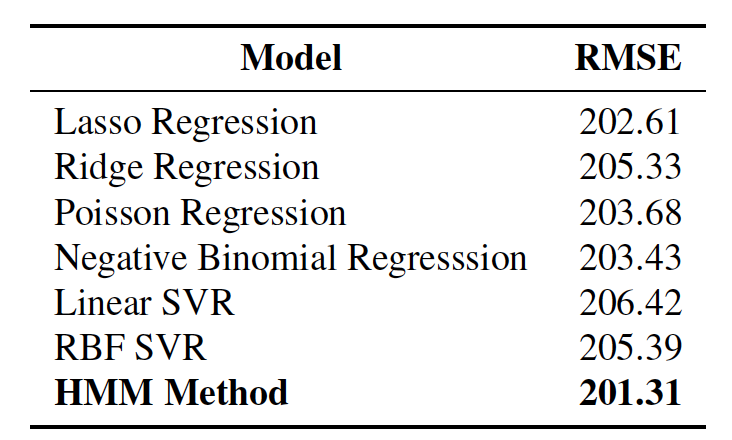 Model RMSE
Lasso Regression 202.61
Ridge Regression 205.33
Poisson Regression 203.68
Negative Binomial Regresssion 203.43
Linear SVR 206.42
RBF SVR 205.39
HMM Method 201.31